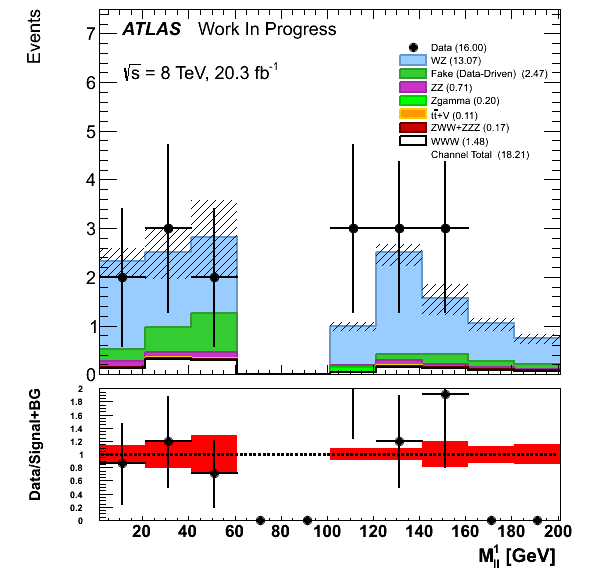 Events
ATLAS Work In Progress
√s = 8 TeV, 20.3 fb⁻¹
Data (16.00)
WZ (13.07)
Fake (Data-Driven) (2.47)
ZZ (0.71)
Zgamma (0.20)
tt̄+V (0.11)
ZWW+ZZZ (0.17)
WWW (1.48)
Channel Total (18.21)
7
6
5
4
3
2
1
0
Data/Signal+BG
2
1.8
1.6
1.4
1.2
1
0.8
0.6
0.4
0.2
0
20 40 60 80 100 120 140 160 180 200
M¹ll [GeV]